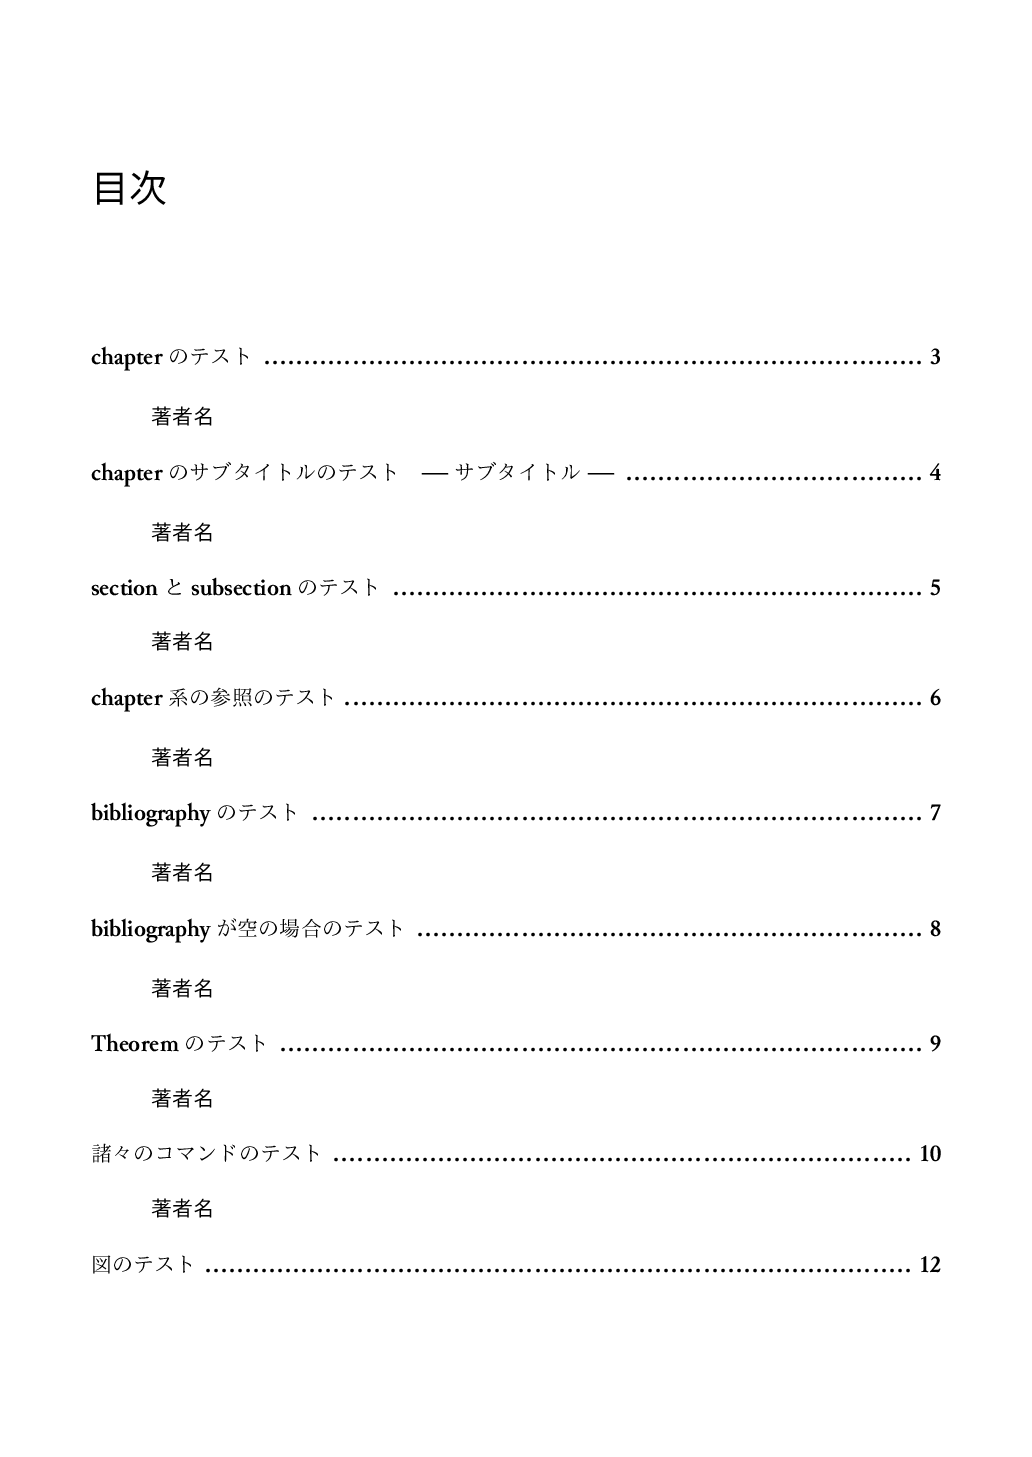 目次
chapter のテスト ........................................................................ 3
著者名
chapter のサブタイトルのテスト　— サブタイトル — ..................................... 4
著者名
section と subsection のテスト ................................................................. 5
著者名
chapter 系の参照のテスト ....................................................................... 6
著者名
bibliography のテスト ........................................................................... 7
著者名
bibliography が空の場合のテスト .............................................................. 8
著者名
Theorem のテスト ............................................................................... 9
著者名
諸々のコマンドのテスト ....................................................................... 10
著者名
図のテスト ....................................................................................... 12